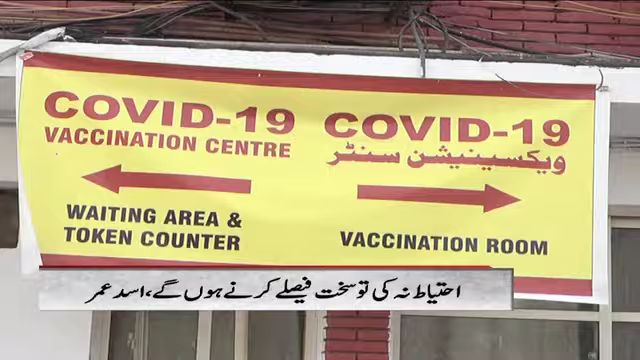 COVID-19
VACCINATION CENTRE
WAITING AREA &
TOKEN COUNTER
COVID-19
ویکسینیشن سنٹر
VACCINATION ROOM
احتیاط نہ کی تو سخت فیصلے کرنے ہوں گے، اسد عمر